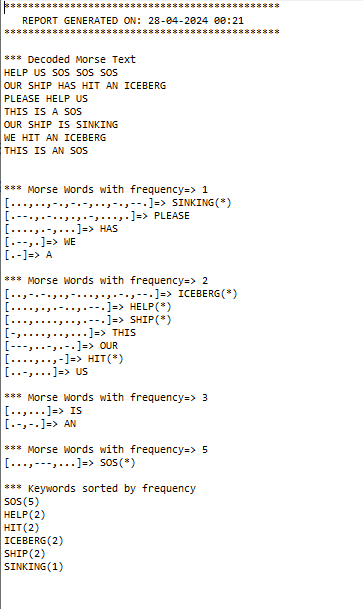 **********************************************
REPORT GENERATED ON: 28-04-2024 00:21
**********************************************
*** Decoded Morse Text
HELP US SOS SOS SOS
OUR SHIP HAS HIT AN ICEBERG
PLEASE HELP US
THIS IS A SOS
OUR SHIP IS SINKING
WE HIT AN ICEBERG
THIS IS AN SOS
*** Morse Words with frequency=> 1
[...,..,-.,-.-,..,-.,--.]=> SINKING(*)
[.--.,.-..,.,.-,...,.]=> PLEASE
[....,.-,...]=> HAS
[.--,.]=> WE
[.-]=> A
*** Morse Words with frequency=> 2
[..,-.-.,.,-...,.,.-.,--.]=> ICEBERG(*)
[....,.,.-..,.--.]=> HELP(*)
[...,....,..,.--.]=> SHIP(*)
[-,....,..,...]=> THIS
[---,..-,.-.]=> OUR
[....,..,-]=> HIT(*)
[..-,...]=> US
*** Morse Words with frequency=> 3
[..,...]=> IS
[.-,-.]=> AN
*** Morse Words with frequency=> 5
[...,---,...]=> SOS(*)
*** Keywords sorted by frequency
SOS(5)
HELP(2)
HIT(2)
ICEBERG(2)
SHIP(2)
SINKING(1)